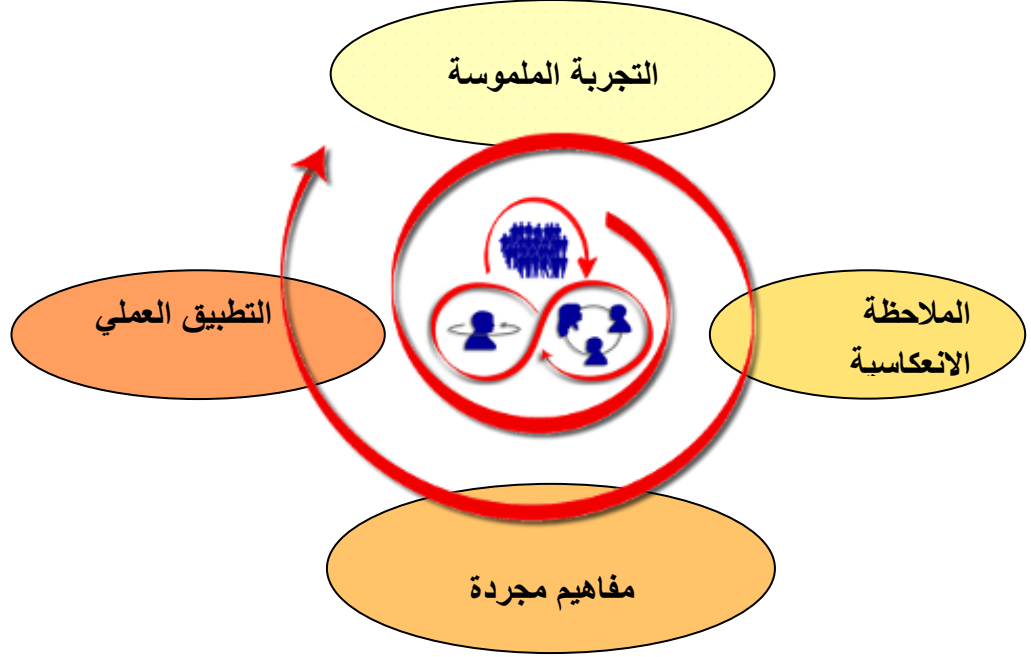 التجربة الملموسة
الملاحظة
الانعكاسية
مفاهيم مجردة
التطبيق العملي